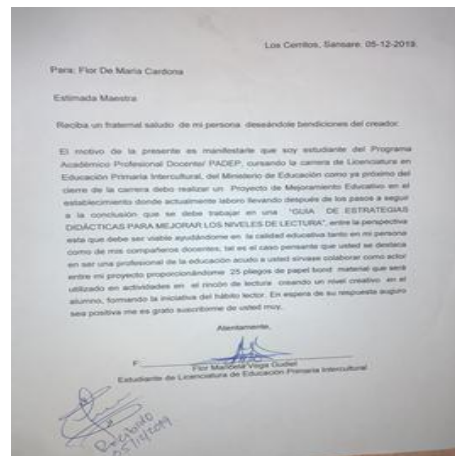 Los Cerritos, Sansare. 05-12-2019.
Para: Flor De Maria Cardona
Estimada Maestra
Reciba un fraternal saludo de mi persona deseándole bendiciones del creador.
El motivo de la presente es manifestarle que soy estudiante del Programa
Académico Profesional Docente/ PADEP, cursando la carrera de Licenciatura en
Educación Primaria Intercultural, del Ministerio de Educación como ya próximo del
cierre de la carrera debo realizar un Proyecto de Mejoramiento Educativo en el
establecimiento donde actualmente laboro llevando después de los pasos a seguir
a la conclusión que se debe trabajar en una "GUIA DE ESTRATEGIAS
DIDÁCTICAS PARA MEJORAR LOS NIVELES DE LECTURA", entre la perspectiva
esta que debe ser viable ayudándome en la calidad educativa tanto en mi persona
como de mis compañeros docentes, tal es el caso pensante que usted se destaca
en ser una profesional de la educación acudo a usted sírvase colaborar como actor
entre mi proyecto proporcionándome 25 pliegos de papel bond material que será
utilizado en actividades en el rincón de lectura creando un nivel creativo en el
alumno, formando la iniciativa del hábito lector. En espera de su respuesta auguro
sea positiva me es grato suscribirme de usted muy.
Atentamente,
F:
Flor Maricela Vega Gudiel
Estudiante de Licenciatura de Educación Primaria Intercultural
Recibido
05/12/2019